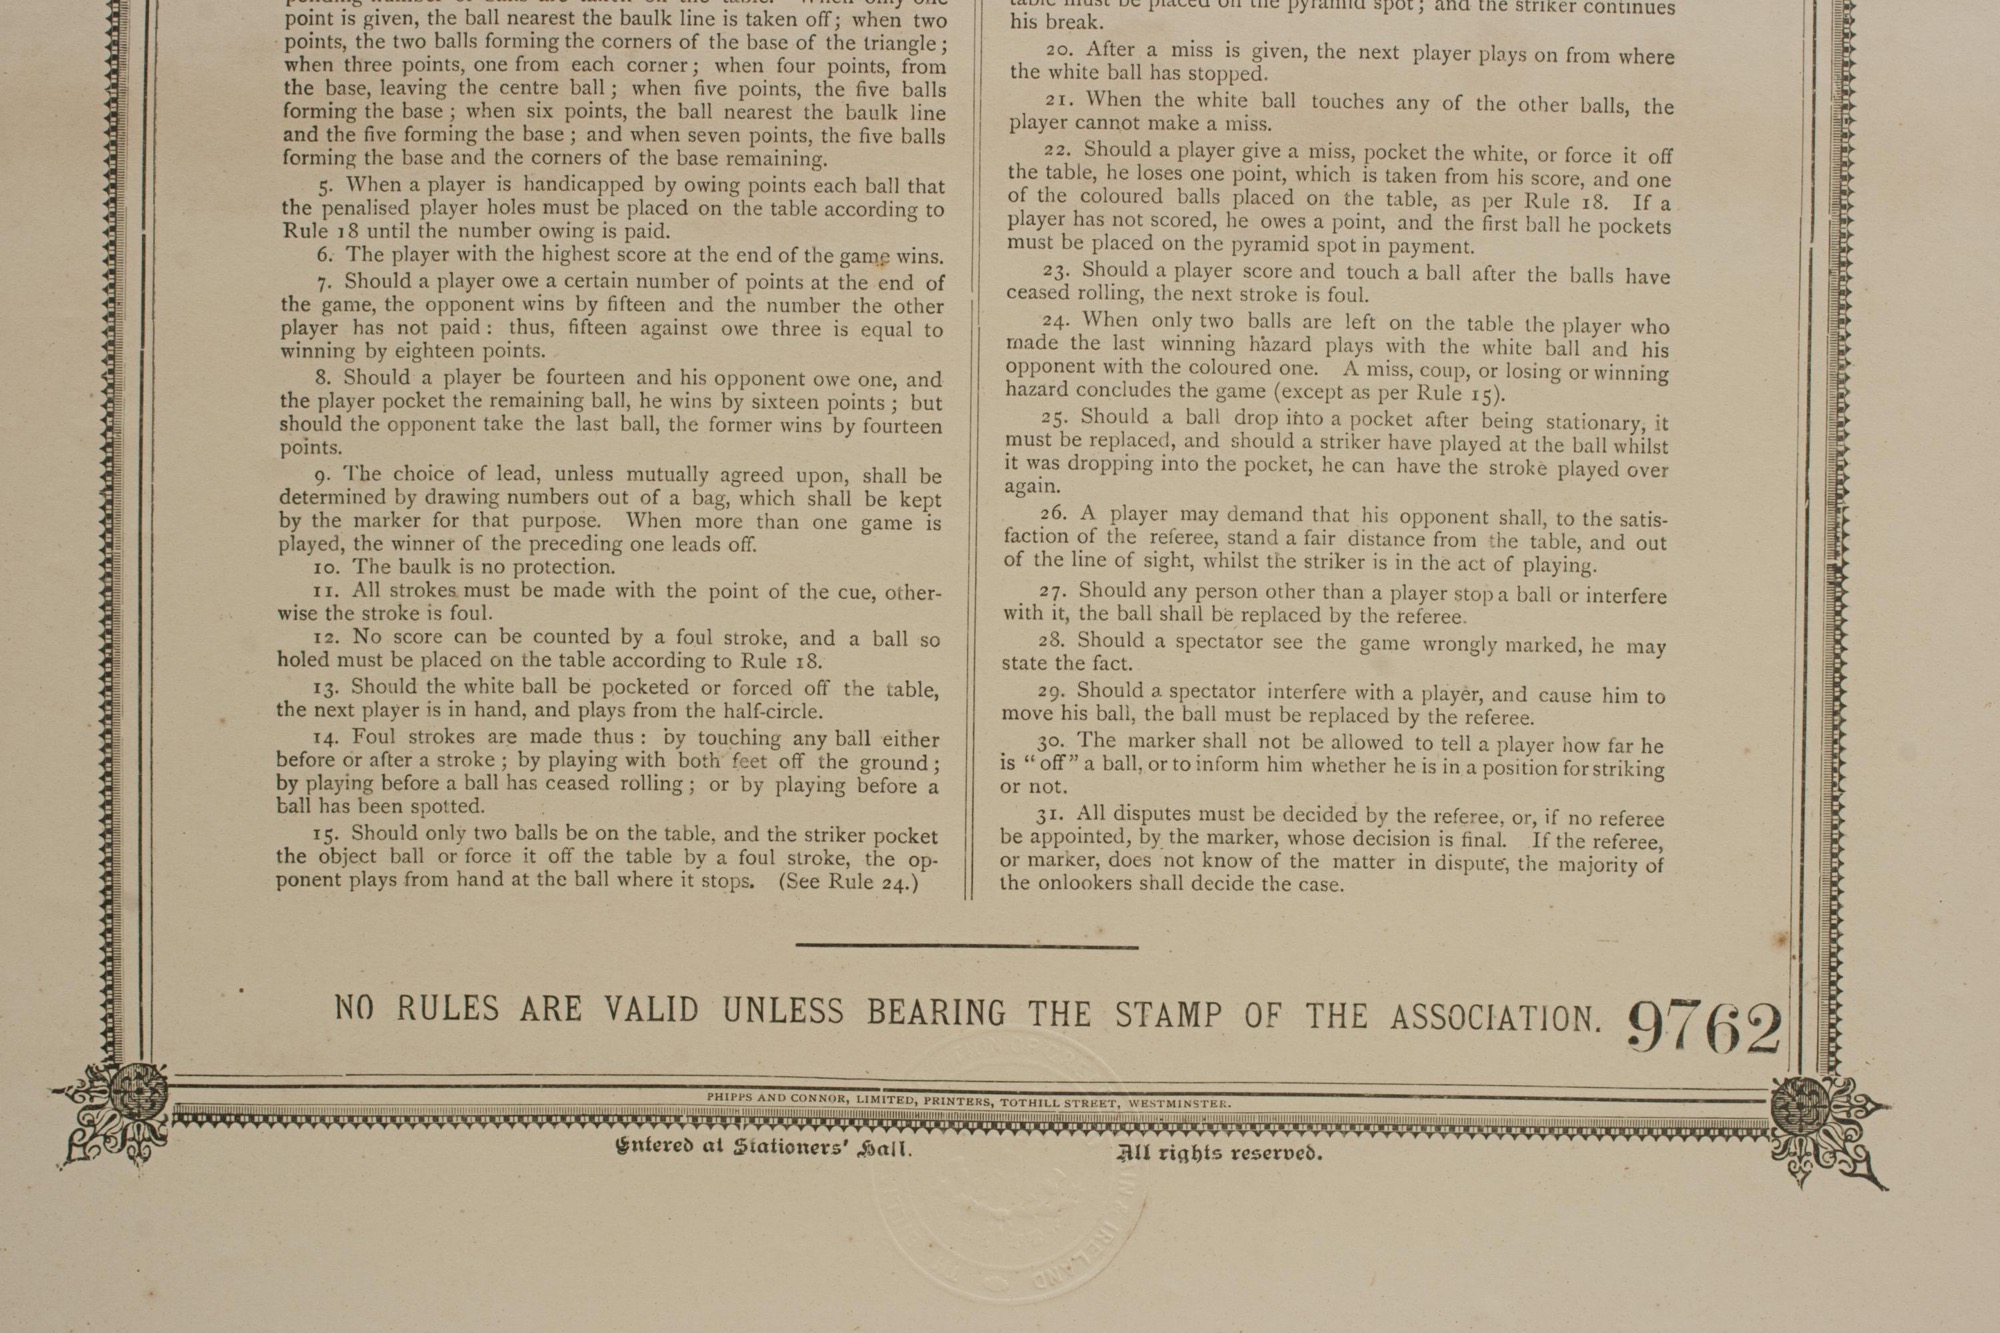 point is given, the ball nearest the baulk line is taken off; when two
points, the two balls forming the corners of the base of the triangle;
when three points, one from each corner; when four points, from
the base, leaving the centre ball; when five points, the five balls
forming the base; when six points, the ball nearest the baulk line
and the five forming the base; and when seven points, the five balls
forming the base and the corners of the base remaining.
5. When a player is handicapped by owing points each ball that
the penalised player holes must be placed on the table according to
Rule 18 until the number owing is paid.
6. The player with the highest score at the end of the game wins.
7. Should a player owe a certain number of points at the end of
the game, the opponent wins by fifteen and the number the other
player has not paid: thus, fifteen against owe three is equal to
winning by eighteen points.
8. Should a player be fourteen and his opponent owe one, and
the player pocket the remaining ball, he wins by sixteen points; but
should the opponent take the last ball, the former wins by fourteen
points.
9. The choice of lead, unless mutually agreed upon, shall be
determined by drawing numbers out of a bag, which shall be kept
by the marker for that purpose. When more than one game is
played, the winner of the preceding one leads off.
10. The baulk is no protection.
11. All strokes must be made with the point of the cue, other-
wise the stroke is foul.
12. No score can be counted by a foul stroke, and a ball so
holed must be placed on the table according to Rule 18.
13. Should the white ball be pocketed or forced off the table,
the next player is in hand, and plays from the half-circle.
14. Foul strokes are made thus: by touching any ball either
before or after a stroke; by playing with both feet off the ground;
by playing before a ball has ceased rolling; or by playing before a
ball has been spotted.
15. Should only two balls be on the table, and the striker pocket
the object ball or force it off the table by a foul stroke, the op-
ponent plays from hand at the ball where it stops. (See Rule 24.)
table must be placed on the pyramid spot; and the striker continues
his break.
20. After a miss is given, the next player plays on from where
the white ball has stopped.
21. When the white ball touches any of the other balls, the
player cannot make a miss.
22. Should a player give a miss, pocket the white, or force it off
the table, he loses one point, which is taken from his score, and one
of the coloured balls placed on the table, as per Rule 18. If a
player has not scored, he owes a point, and the first ball he pockets
must be placed on the pyramid spot in payment.
23. Should a player score and touch a ball after the balls have
ceased rolling, the next stroke is foul.
24. When only two balls are left on the table the player who
made the last winning hazard plays with the white ball and his
opponent with the coloured one. A miss, coup, or losing or winning
hazard concludes the game (except as per Rule 15).
25. Should a ball drop into a pocket after being stationary, it
must be replaced, and should a striker have played at the ball whilst
it was dropping into the pocket, he can have the stroke played over
again.
26. A player may demand that his opponent shall, to the satis-
faction of the referee, stand a fair distance from the table, and out
of the line of sight, whilst the striker is in the act of playing.
27. Should any person other than a player stop a ball or interfere
with it, the ball shall be replaced by the referee.
28. Should a spectator see the game wrongly marked, he may
state the fact.
29. Should a spectator interfere with a player, and cause him to
move his ball, the ball must be replaced by the referee.
30. The marker shall not be allowed to tell a player how far he
is "off" a ball, or to inform him whether he is in a position for striking
or not.
31. All disputes must be decided by the referee, or, if no referee
be appointed, by the marker, whose decision is final. If the referee,
or marker, does not know of the matter in dispute, the majority of
the onlookers shall decide the case.
NO RULES ARE VALID UNLESS BEARING THE STAMP OF THE ASSOCIATION. 9762
PHIPPS AND CONNOR, LIMITED, PRINTERS, TOTHILL STREET, WESTMINSTER.
Entered at Stationers' Hall. All rights reserved.
IRELAND